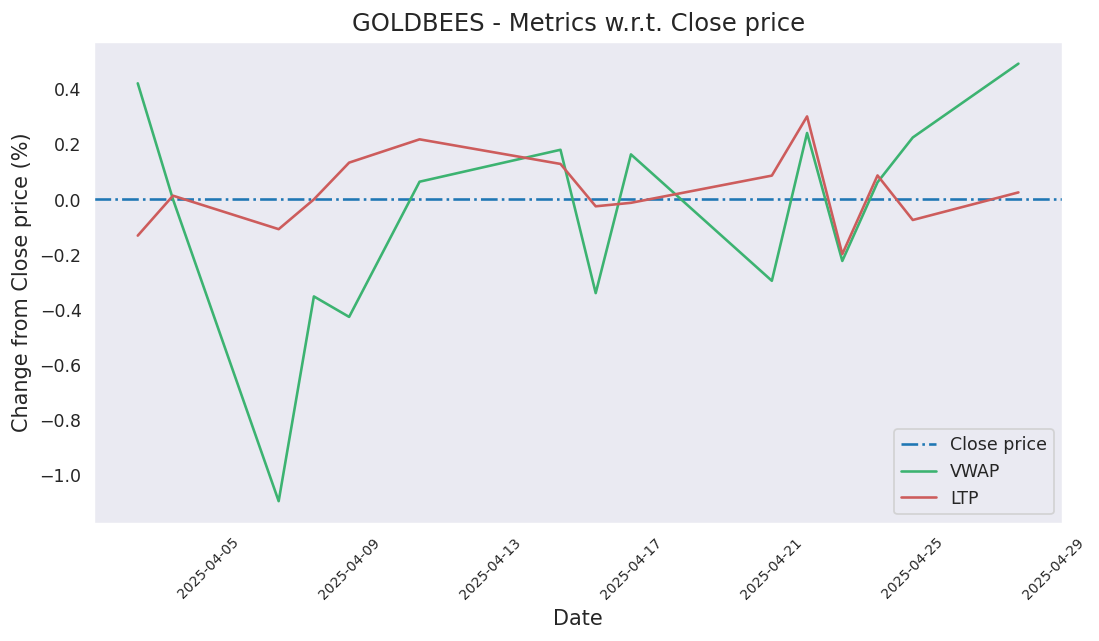 GOLDBEES - Metrics w.r.t. Close price
Change from Close price (%)
0.4
0.2
0.0
−0.2
−0.4
−0.6
−0.8
−1.0
Close price
VWAP
LTP
2025-04-05
2025-04-09
2025-04-13
2025-04-17
2025-04-21
2025-04-25
2025-04-29
Date